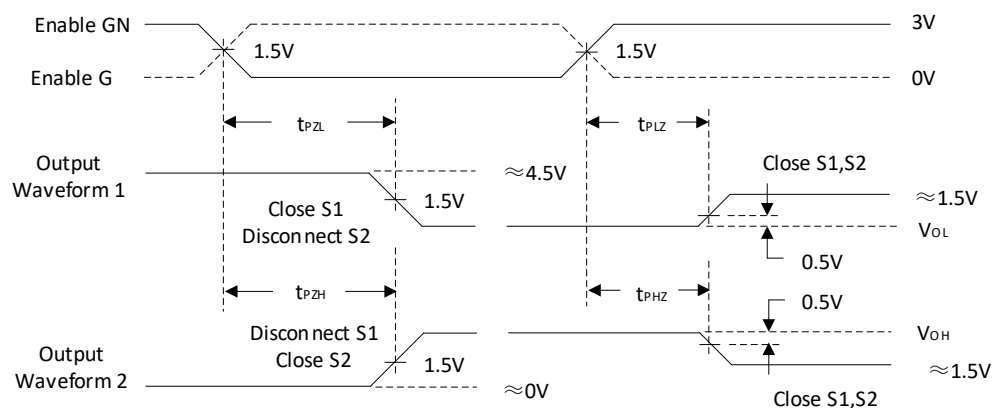 Enable GN
3V
1.5V
1.5V
Enable G
0V
tPZL
tPLZ
Output
Waveform 1
≈4.5V
Close S1,S2
1.5V
≈1.5V
Close S1
Disconnect S2
VOL
0.5V
tPZH
tPHZ
0.5V
Disconnect S1
Close S2
VOH
Output
Waveform 2
1.5V
≈1.5V
≈0V
Close S1,S2